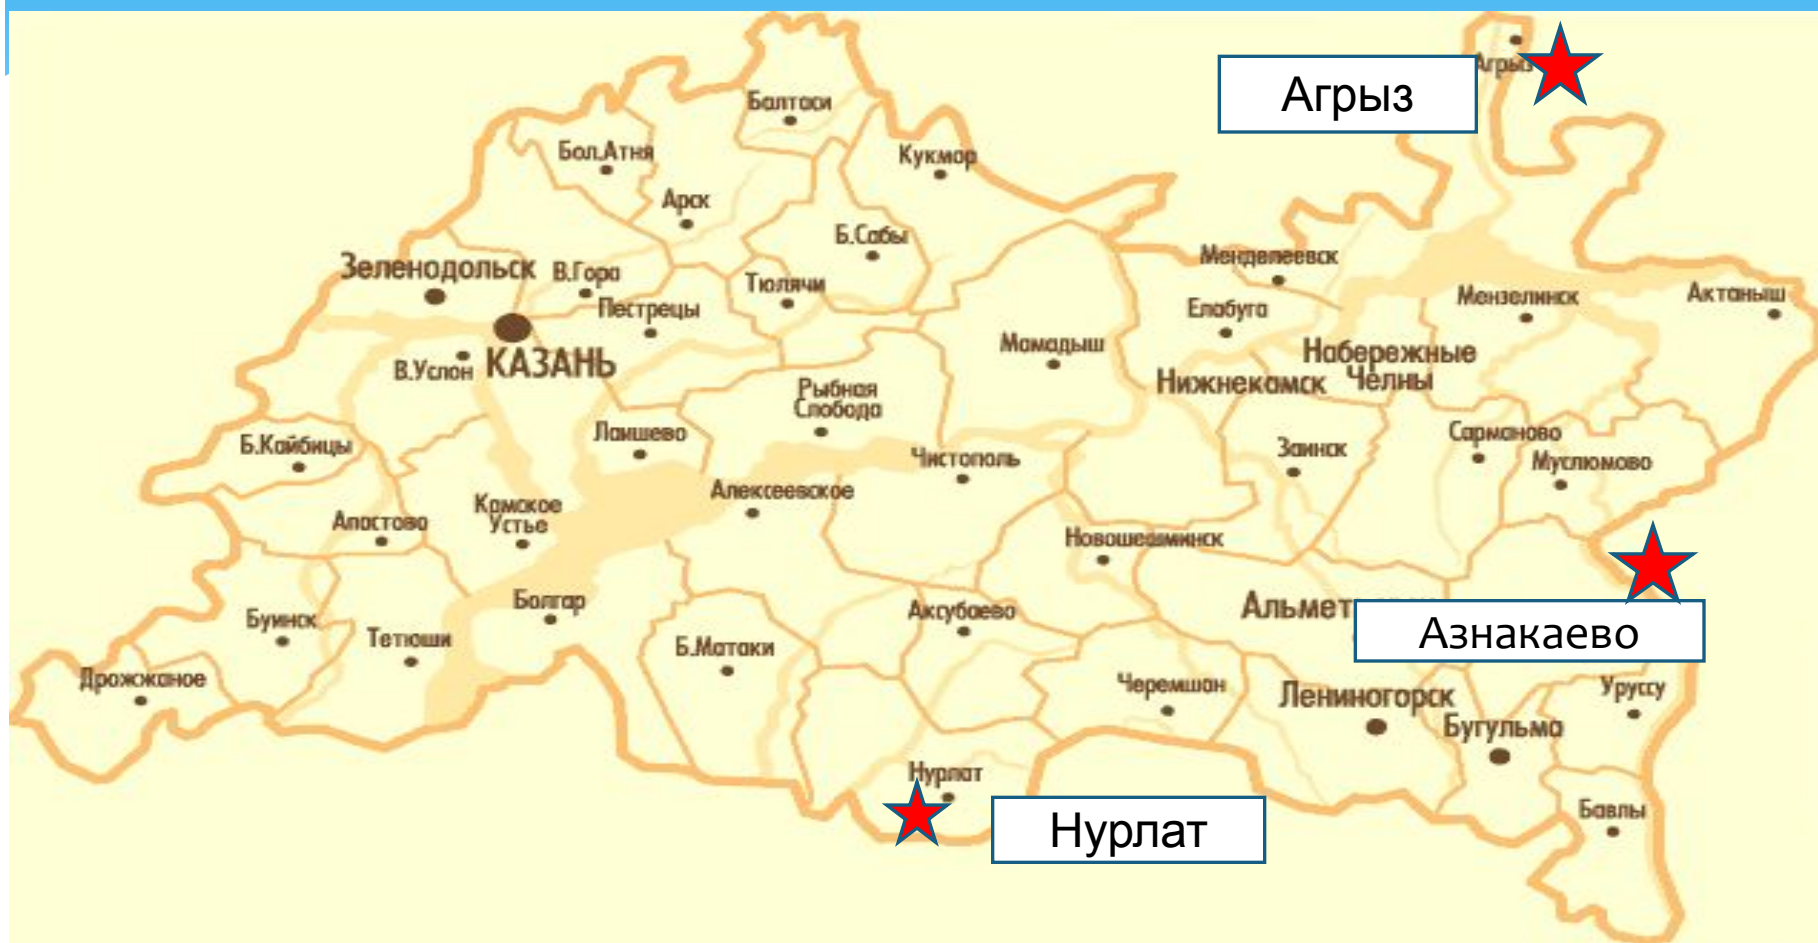 Агрыз
Агрыз
Балтаси
Бол.Атня
Кукмор
Арск
Б.Сабы
Зеленодольск
В.Гора
Тюлячи
Менделеевск
Пестрецы
Елабуга
Мензелинск
Актаныш
В.Услон
КАЗАНЬ
Мамадыш
Набережные
Челны
Нижнекамск
Рыбная
Слобода
Б.Кайбицы
Лаишево
Чистополь
Заинск
Сарманово
Муслюмово
Алексеевское
Апастово
Камское
Устье
Новошешминск
Буинск
Тетюши
Болгар
Аксубаево
Азнакаево
Дрожжаное
Б.Матаки
Черемшан
Лениногорск
Уруссу
Бугульма
Нурлат
Нурлат
Бавлы